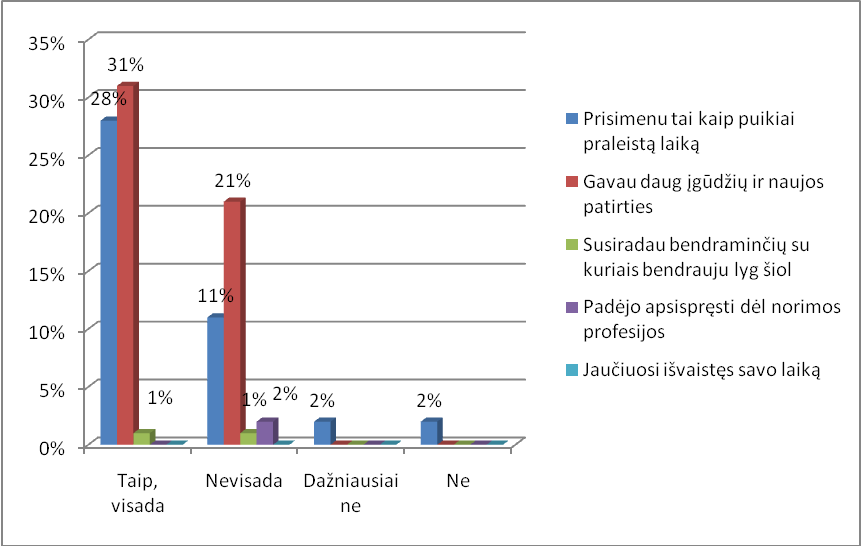 35%
30%
25%
20%
15%
10%
5%
0%
28%
31%
1%
11%
21%
1%
2%
2%
2%
Taip,
visada
Nevisada
Dažniausiai
ne
Ne
Prisimenu tai kaip puikiai
praleistą laiką
Gavau daug įgūdžių ir naujos
patirties
Susiradau bendraminčių su
kuriais bendrauju lyg šiol
Padėjo apsispręsti dėl norimos
profesijos
Jaučiuosi išvaistęs savo laiką